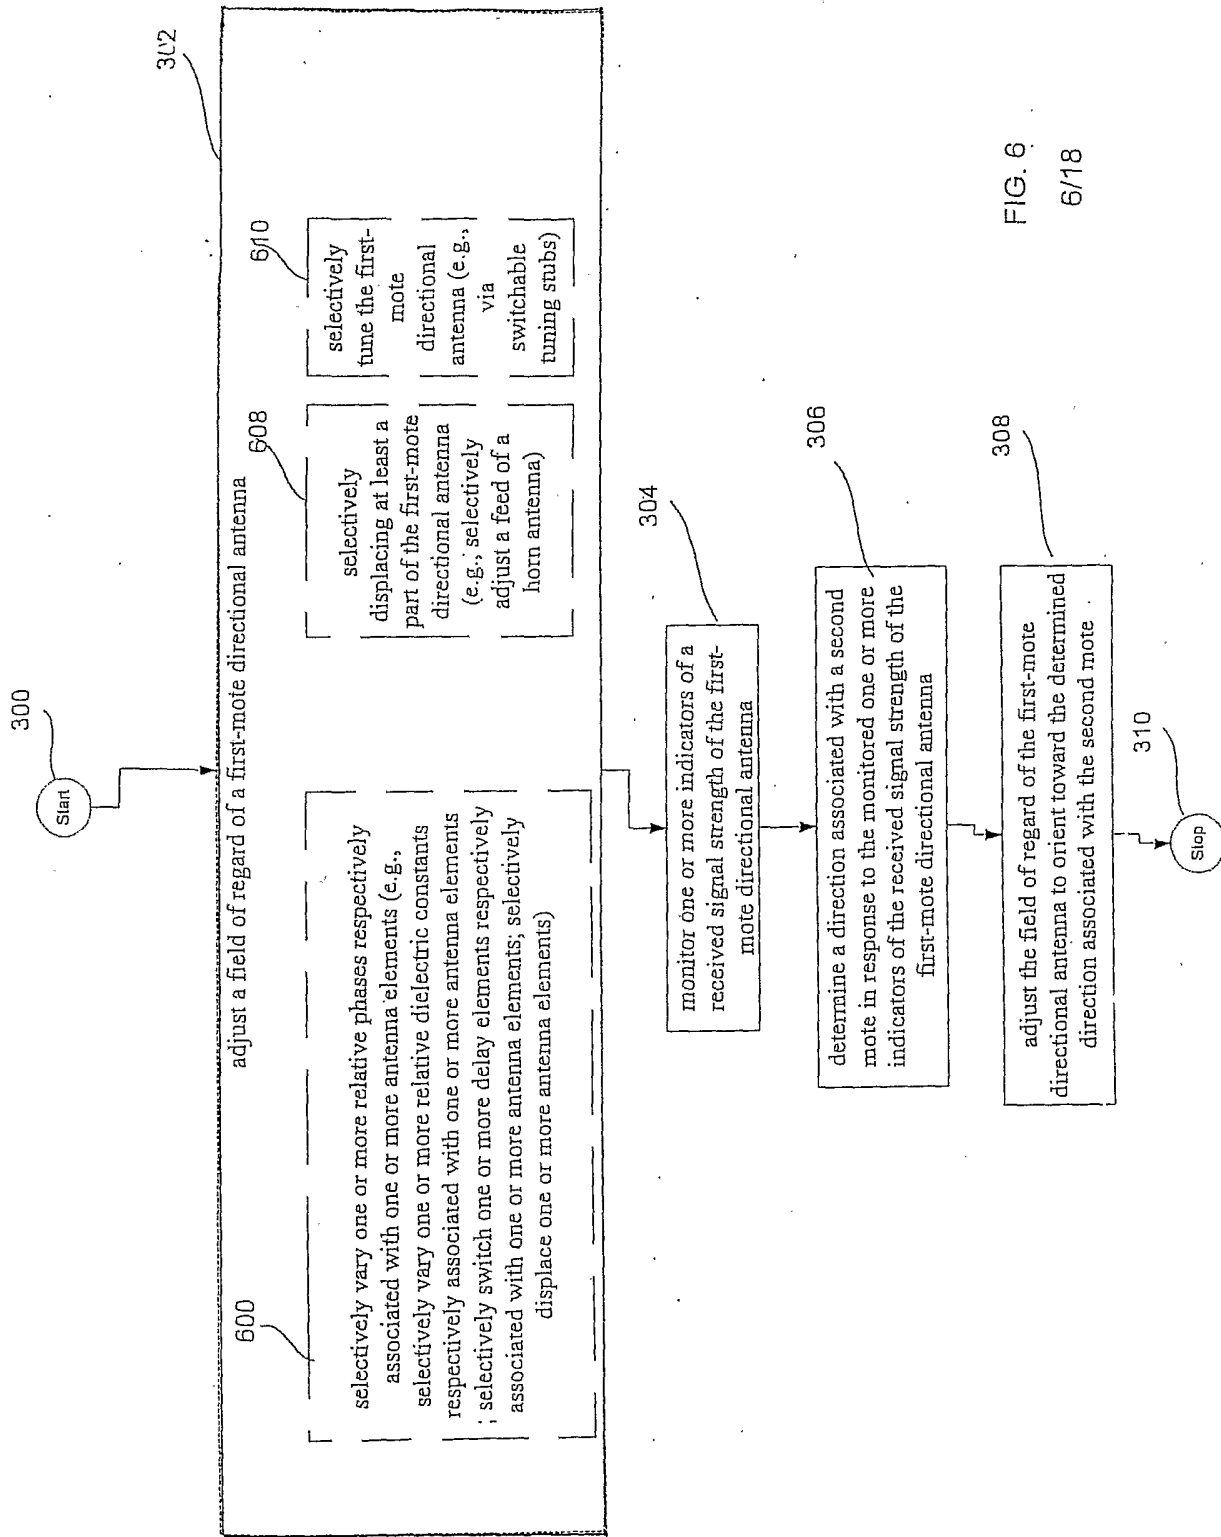 300
Start
302
adjust a field of regard of a first-mote directional antenna
600
selectively vary one or more relative phases respectively
associated with one or more antenna elements (e.g.,
selectively vary one or more relative dielectric constants
respectively associated with one or more antenna elements
; selectively switch one or more delay elements respectively
associated with one or more antenna elements; selectively
displace one or more antenna elements)
608
selectively
displacing at least a
part of the first-mote
directional antenna
(e.g., selectively
adjust a feed of a
horn antenna)
610
selectively
tune the first-
mote
directional
antenna (e.g.,
via
switchable
tuning stubs)
304
monitor one or more indicators of a
received signal strength of the first-
mote directional antenna
306
determine a direction associated with a second
mote in response to the monitored one or more
indicators of the received signal strength of the
first-mote directional antenna
308
adjust the field of regard of the first-mote
directional antenna to orient toward the determined
direction associated with the second mote
310
Stop
FIG. 6
6/18